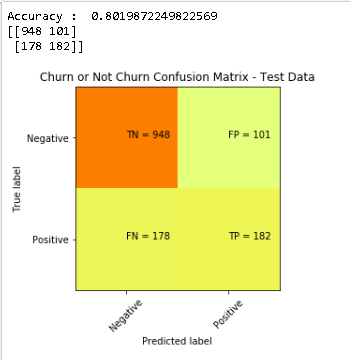 Accuracy :  0.8019872249822569
[[948 101]
 [178 182]]
Churn or Not Churn Confusion Matrix - Test Data
True label
Negative
TN = 948
FP = 101
Positive
FN = 178
TP = 182
Negative
Positive
Predicted label